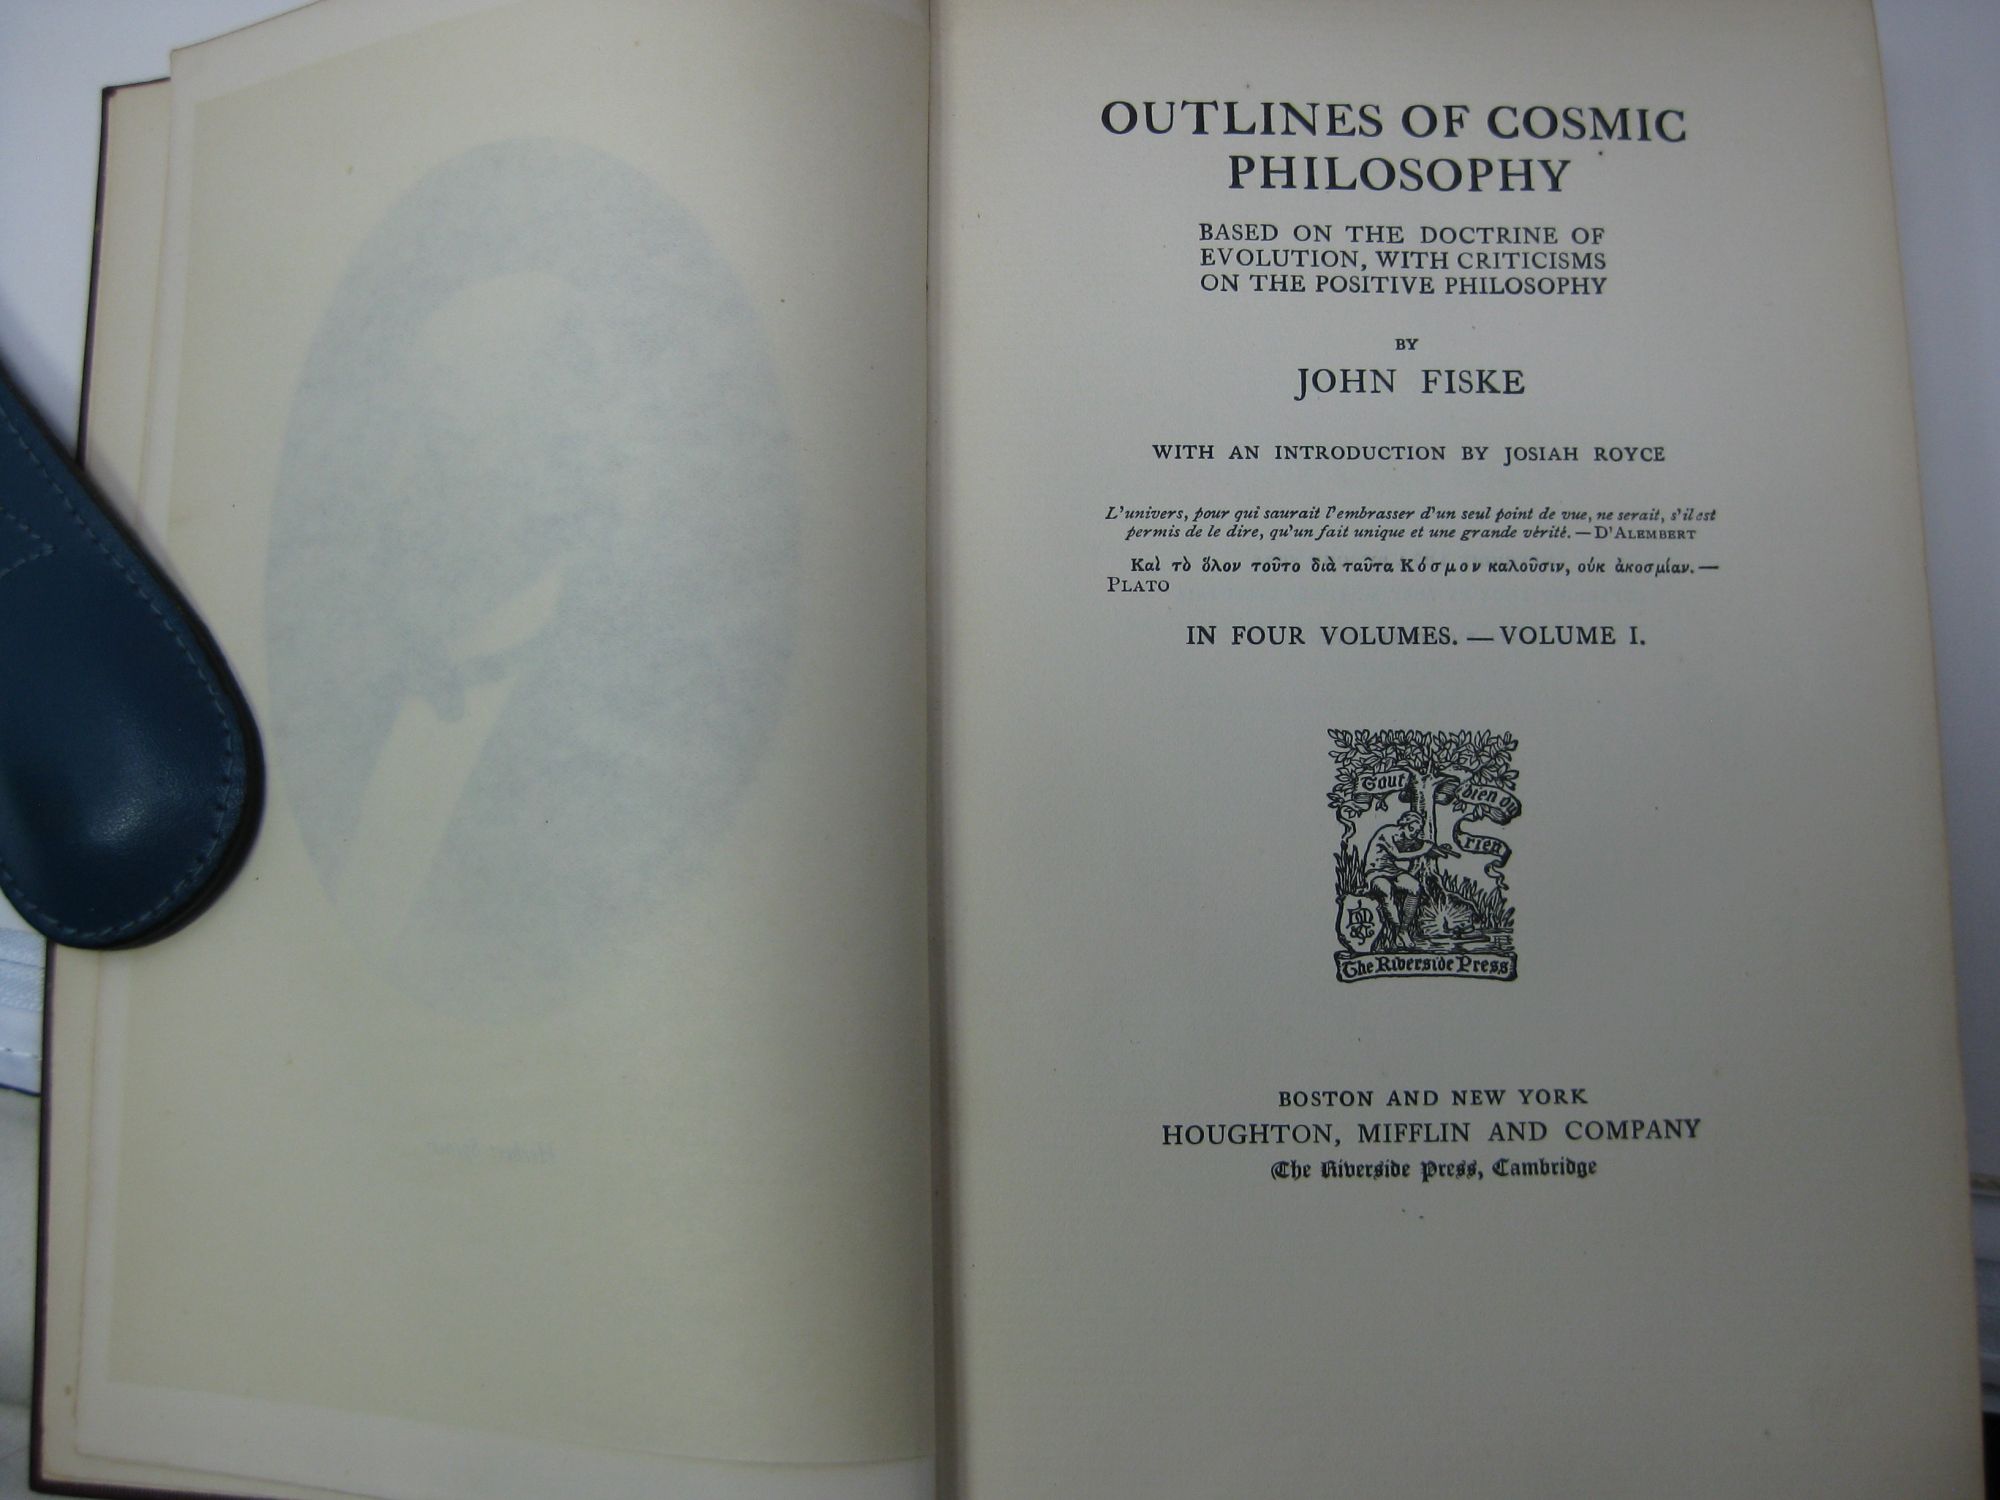 OUTLINES OF COSMIC
PHILOSOPHY
BASED ON THE DOCTRINE OF
EVOLUTION, WITH CRITICISMS
ON THE POSITIVE PHILOSOPHY
BY
JOHN FISKE
WITH AN INTRODUCTION BY JOSIAH ROYCE
L'univers, pour qui saurait l'embrasser d'un seul point de vue, ne serait, s'il est
permis de le dire, qu'un fait unique et une grande vérité. — D'ALEMBERT
Καὶ τὸ ὅλον τοῦτο διὰ ταῦτα Κόσμον καλοῦσιν, οὐκ ἀκοσμίαν. —
PLATO
IN FOUR VOLUMES. — VOLUME I.
Tout
bien ou
rien
The Riverside Press
BOSTON AND NEW YORK
HOUGHTON, MIFFLIN AND COMPANY
The Riverside Press, Cambridge